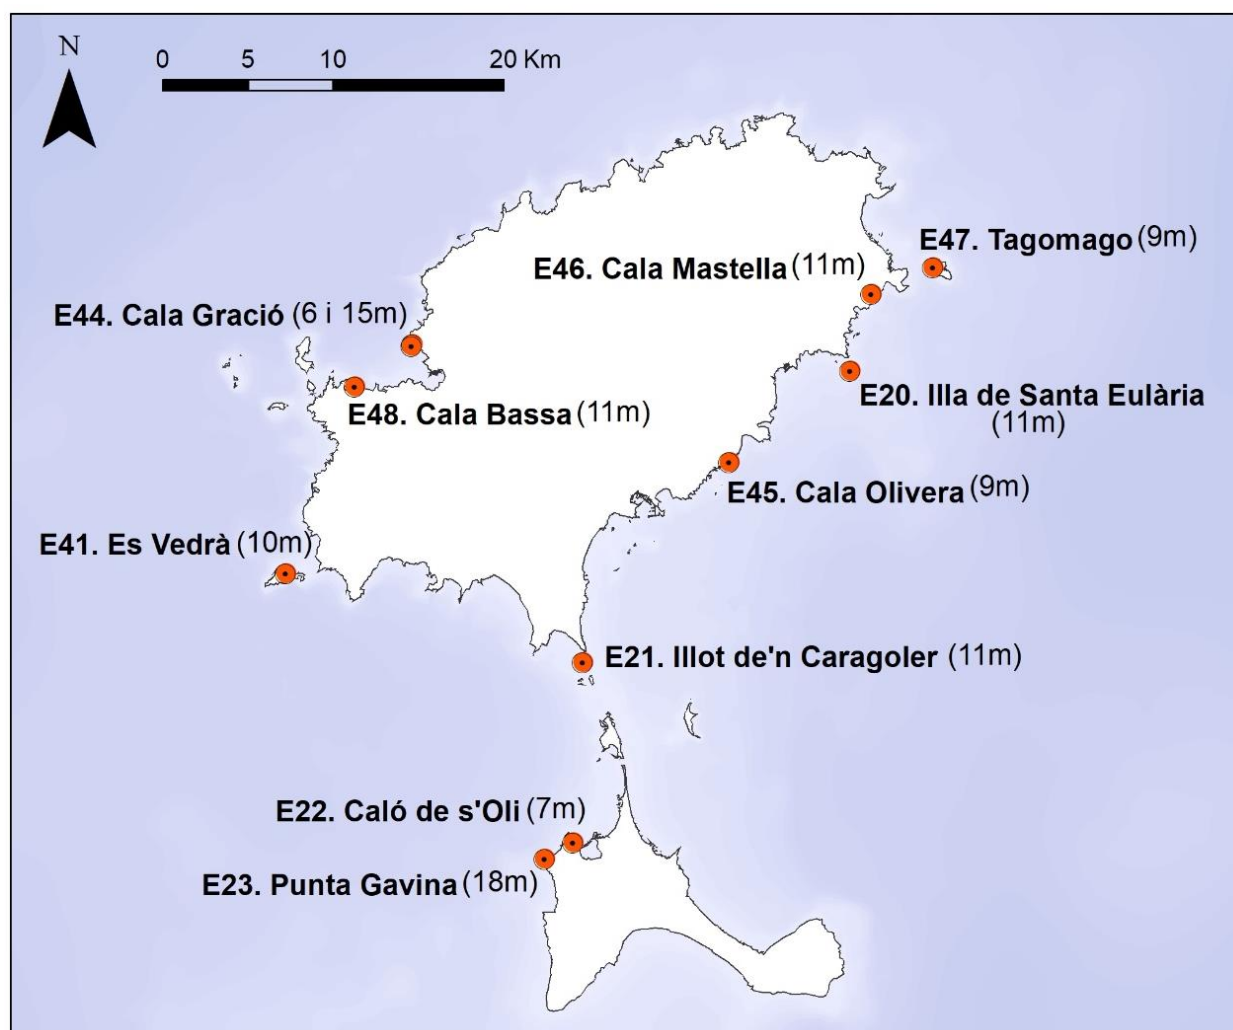 N
0 5 10 20 Km
E47. Tagomago (9m)
E46. Cala Mastella (11m)
E44. Cala Gració (6 i 15m)
E20. Illa de Santa Eulària
(11m)
E48. Cala Bassa (11m)
E45. Cala Olivera (9m)
E41. Es Vedrà (10m)
E21. Illot de'n Caragoler (11m)
E22. Caló de s'Oli (7m)
E23. Punta Gavina (18m)